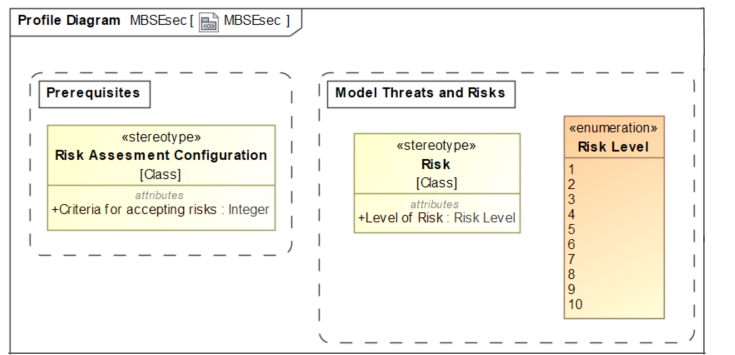 Profile Diagram MBSEsec [ MBSEsec ]
Prerequisites
«stereotype»
Risk Assesment Configuration
[Class]
attributes
+Criteria for accepting risks : Integer
Model Threats and Risks
«stereotype»
Risk
[Class]
attributes
+Level of Risk : Risk Level
«enumeration»
Risk Level
1
2
3
4
5
6
7
8
9
10